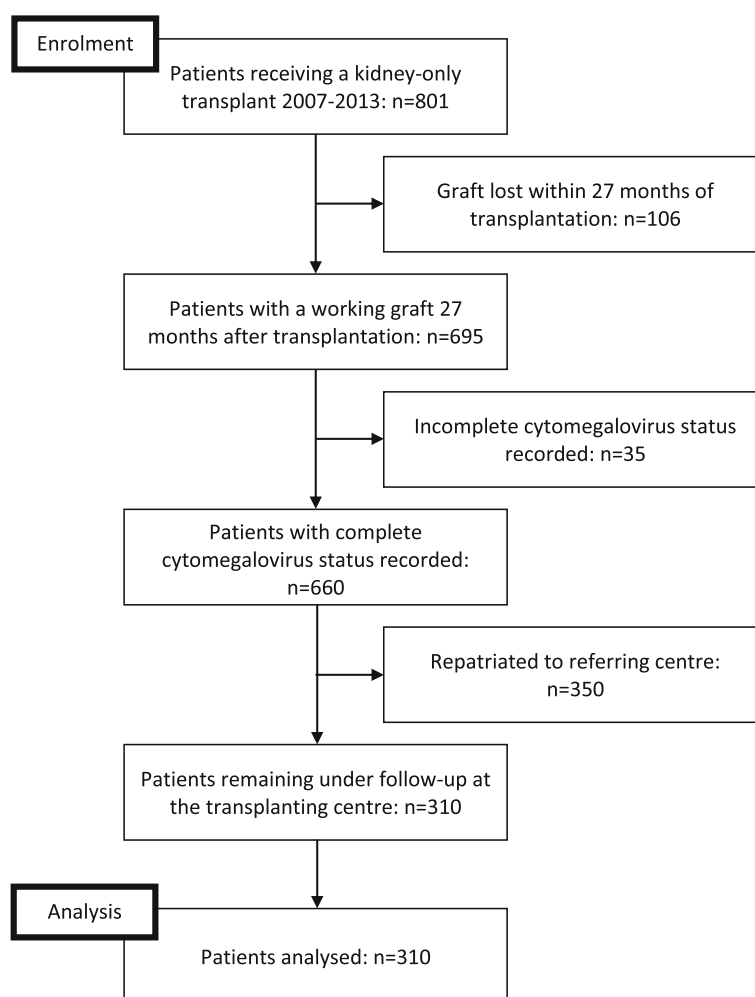 Enrolment
Patients receiving a kidney-only
transplant 2007-2013: n=801
Graft lost within 27 months of
transplantation: n=106
Patients with a working graft 27
months after transplantation: n=695
Incomplete cytomegalovirus status
recorded: n=35
Patients with complete
cytomegalovirus status recorded:
n=660
Repatriated to referring centre:
n=350
Patients remaining under follow-up at
the transplanting centre: n=310
Analysis
Patients analysed: n=310